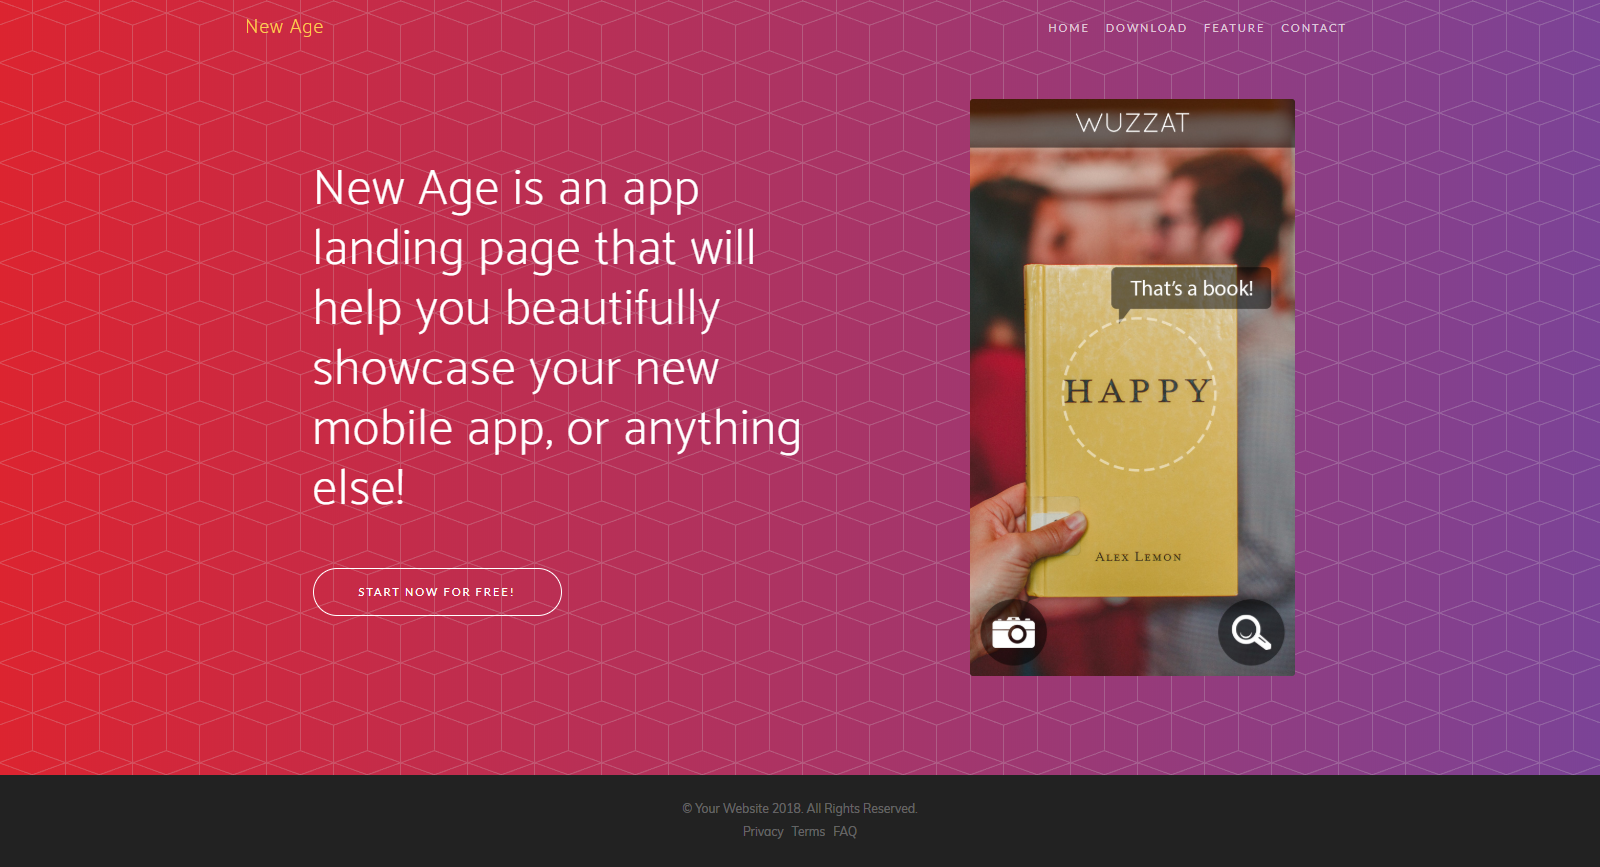 New Age
HOME DOWNLOAD FEATURE CONTACT
New Age is an app
landing page that will
help you beautifully
showcase your new
mobile app, or anything
else!
START NOW FOR FREE!
WUZZAT
That's a book!
HAPPY
ALEX LEMON
© Your Website 2018. All Rights Reserved.
Privacy Terms FAQ